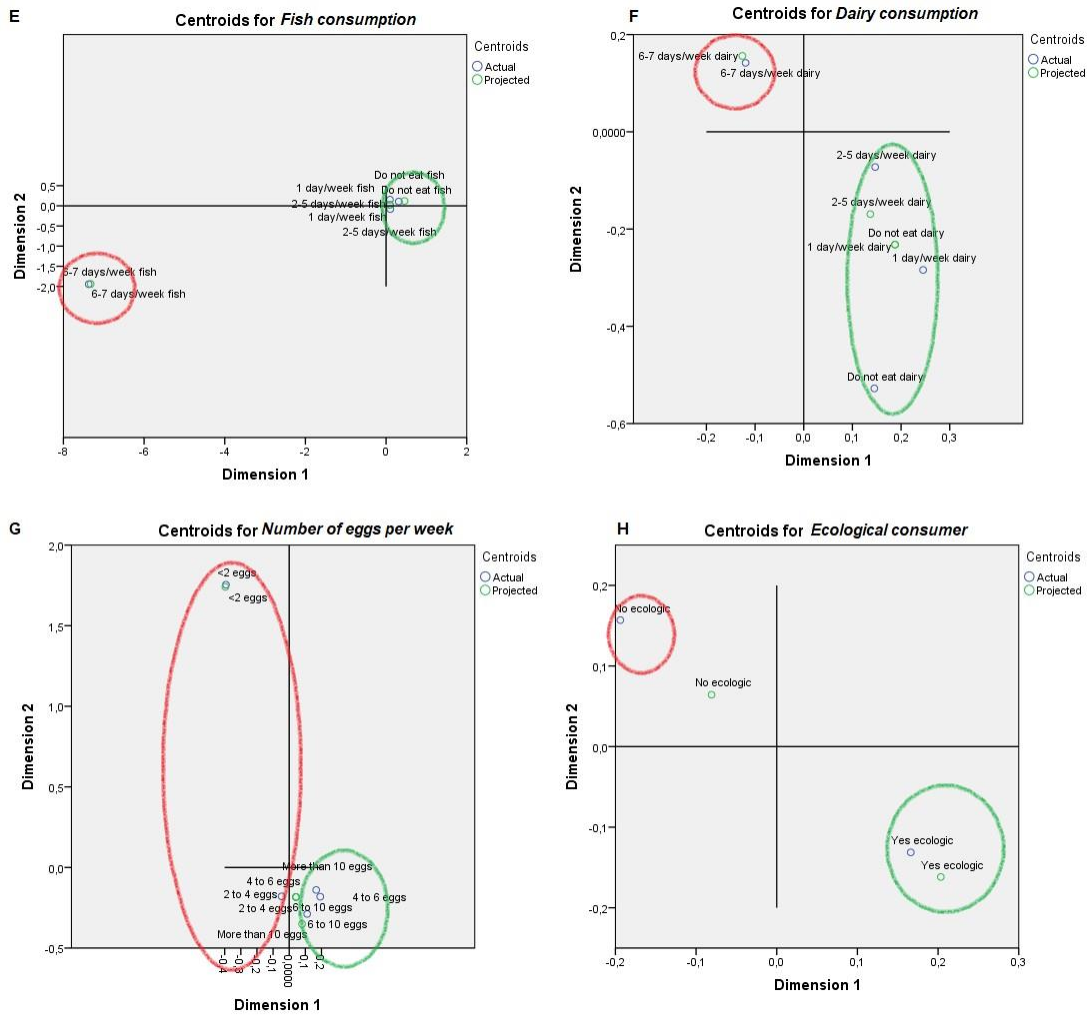 E
Centroids for Fish consumption
Centroids
Actual
Projected
Do not eat fish
1 day/week fish
Do not eat fish
2-5 days/week fish
1 day/week fish
2-5 days/week fish
6-7 days/week fish
6-7 days/week fish
0,5
0,0
-0,5
-1,0
-1,5
-2,0
Dimension 2
-8 -6 -4 -2 0 2
Dimension 1
F
Centroids for Dairy consumption
Centroids
Actual
Projected
6-7 days/week dairy
6-7 days/week dairy
2-5 days/week dairy
2-5 days/week dairy
Do not eat dairy
1 day/week dairy
1 day/week dairy
Do not eat dairy
0,2
0,0000
-0,2
-0,4
-0,6
Dimension 2
-0,2 -0,1 0,0 0,1 0,2 0,3
Dimension 1
G
Centroids for Number of eggs per week
Centroids
Actual
Projected
<2 eggs
<2 eggs
More than 10 eggs
4 to 6 eggs
2 to 4 eggs
4 to 6 eggs
2 to 4 eggs
6 to 10 eggs
6 to 10 eggs
More than 10 eggs
2,0
1,5
1,0
0,5
0,0
-0,5
Dimension 2
-0,4 -0,3 -0,2 -0,1 0,0000 0,1 0,2
Dimension 1
H
Centroids for Ecological consumer
Centroids
Actual
Projected
No ecologic
No ecologic
Yes ecologic
Yes ecologic
0,2
0,1
0,0
-0,1
-0,2
Dimension 2
-0,2 -0,1 0,0 0,1 0,2 0,3
Dimension 1